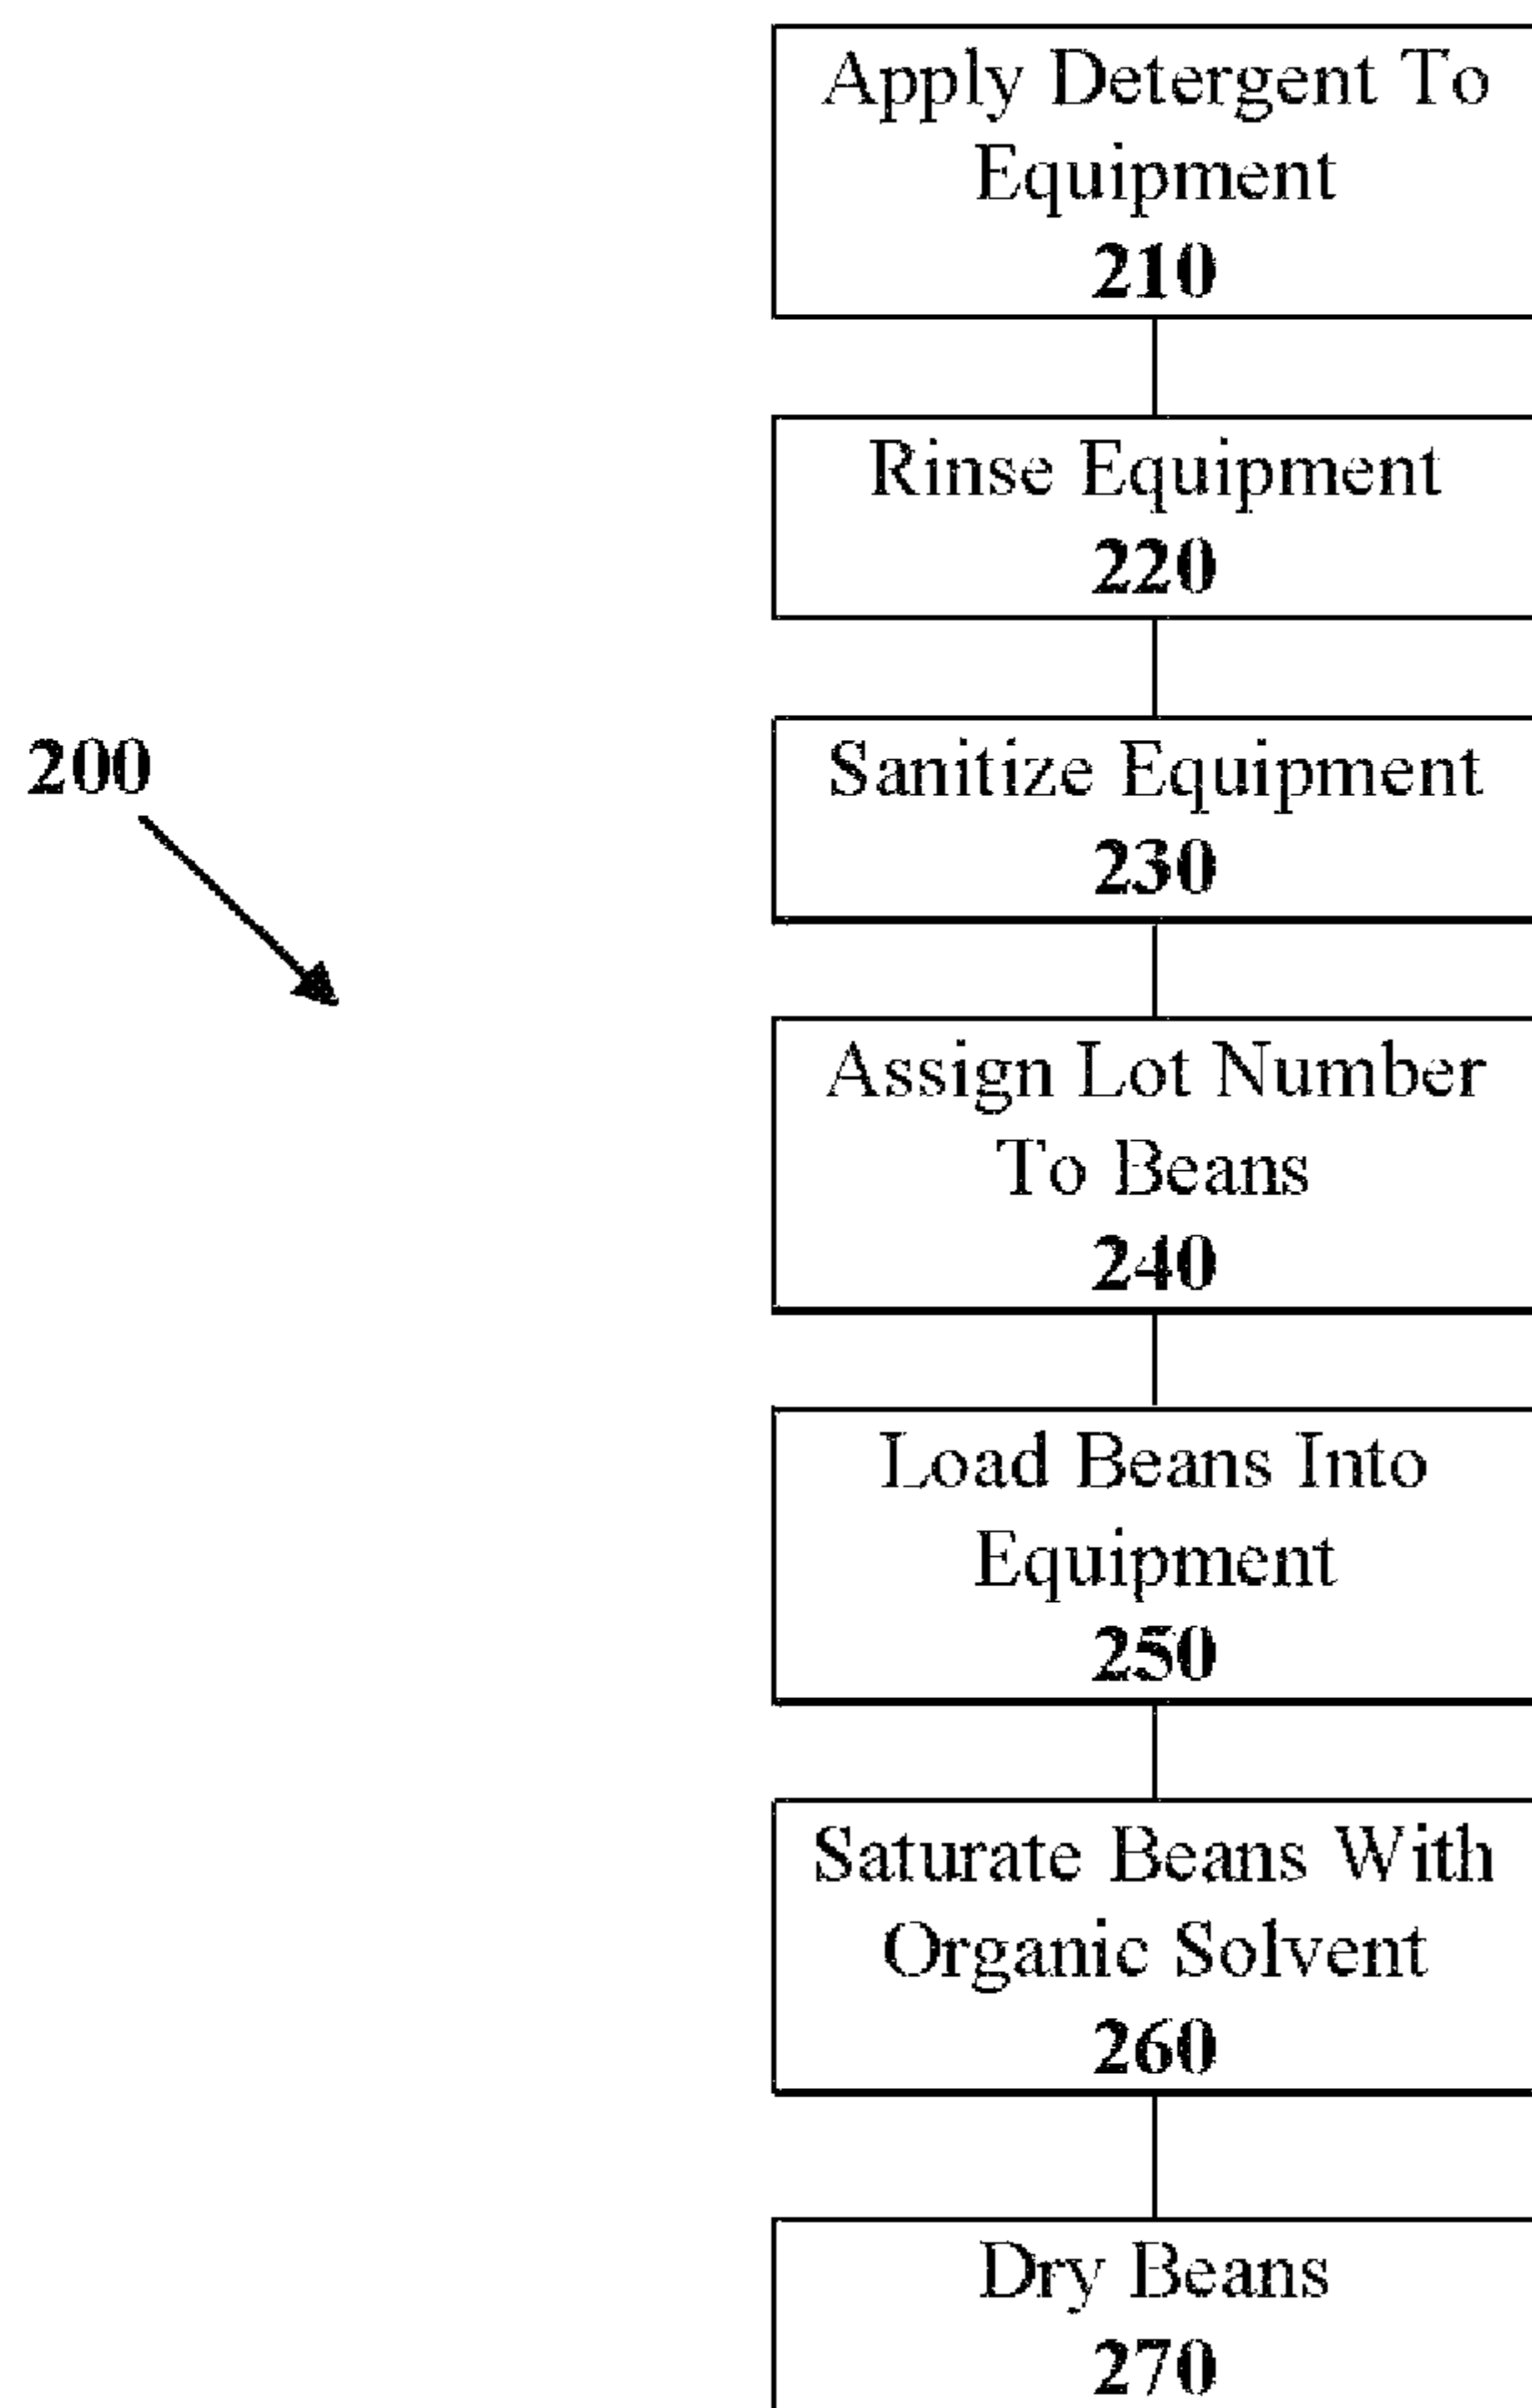 Apply Detergent To
Equipment
210
Rinse Equipment
220
200
Sanitize Equipment
230
Assign Lot Number
To Beans
240
Load Beans Into
Equipment
250
Saturate Beans With
Organic Solvent
260
Dry Beans
270